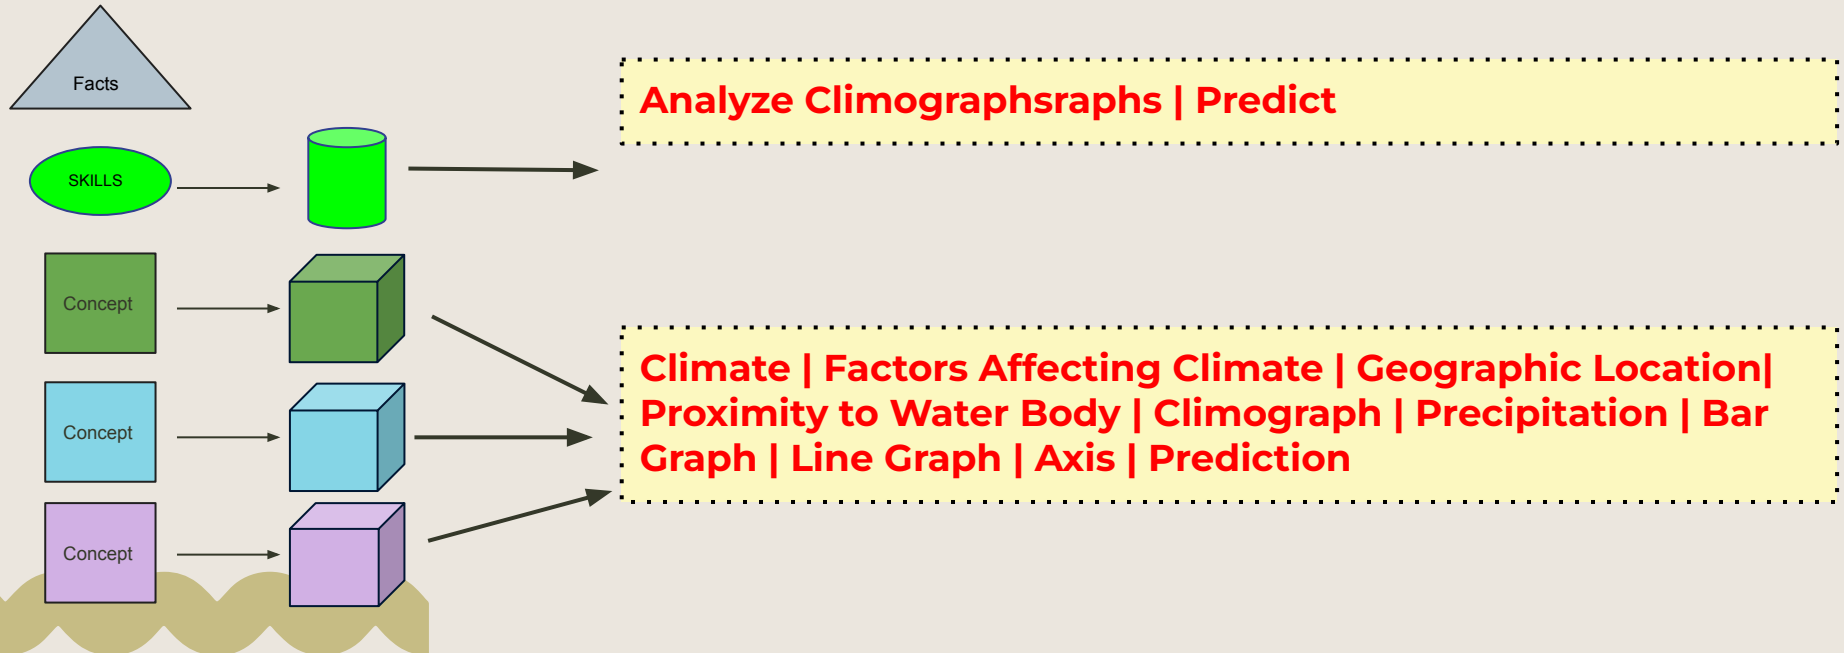 Facts
Analyze Climographsraphs | Predict
SKILLS
Concept
Climate | Factors Affecting Climate | Geographic Location|
Proximity to Water Body | Climograph | Precipitation | Bar
Graph | Line Graph | Axis | Prediction
Concept
Concept